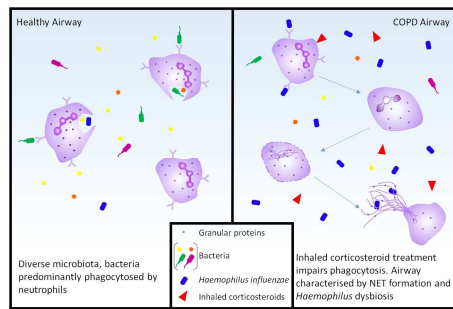 Healthy Airway
COPD Airway
Granular proteins
Bacteria
Haemophilus influenzae
Inhaled corticosteroids
Diverse microbiota, bacteria
predominantly phagocytosed by
neutrophils
Inhaled corticosteroid treatment
impairs phagocytosis. Airway
characterised by NET formation and
Haemophilus dysbiosis